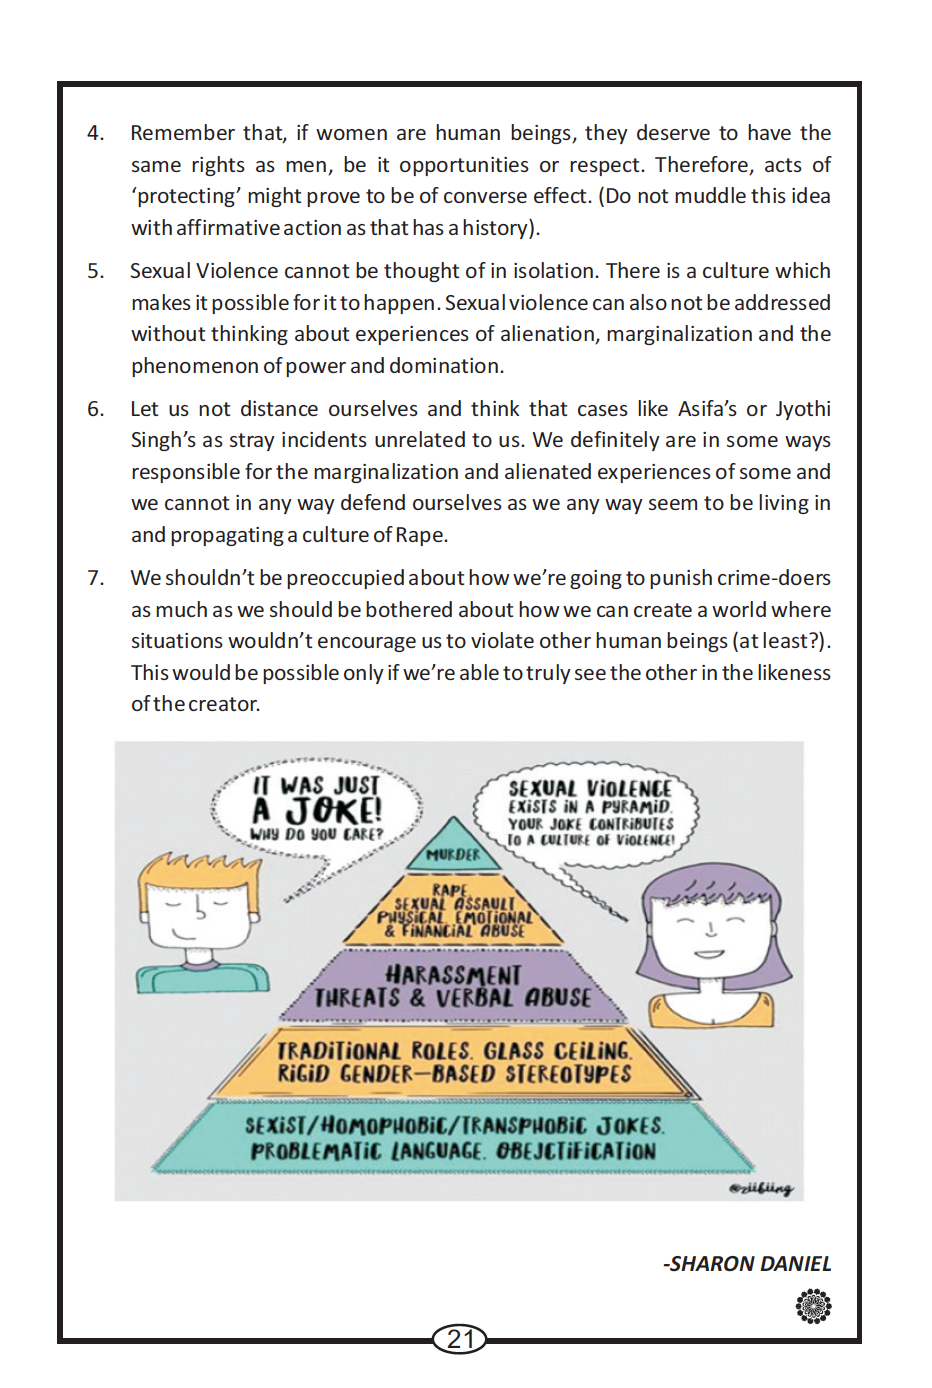 4. Remember that, if women are human beings, they deserve to have the
same rights as men, be it opportunities or respect. Therefore, acts of
‘protecting’ might prove to be of converse effect. (Do not muddle this idea
with affirmative action as that has a history).
5. Sexual Violence cannot be thought of in isolation. There is a culture which
makes it possible for it to happen. Sexual violence can also not be addressed
without thinking about experiences of alienation, marginalization and the
phenomenon of power and domination.
6. Let us not distance ourselves and think that cases like Asifa’s or Jyothi
Singh’s as stray incidents unrelated to us. We definitely are in some ways
responsible for the marginalization and alienated experiences of some and
we cannot in any way defend ourselves as we any way seem to be living in
and propagating a culture of Rape.
7. We shouldn’t be preoccupied about how we’re going to punish crime-doers
as much as we should be bothered about how we can create a world where
situations wouldn’t encourage us to violate other human beings (at least?).
This would be possible only if we’re able to truly see the other in the likeness
of the creator.
IT WAS JUST
A JOKE!
WHY DO YOU CARE?
SEXUAL VIOLENCE
EXISTS IN A PYRAMID.
YOUR JOKE CONTRIBUTES
TO A CULTURE OF VIOLENCE!
MURDER
RAPE
SEXUAL ASSAULT
PHYSICAL, EMOTIONAL
& FINANCIAL ABUSE
HARASSMENT
THREATS & VERBAL ABUSE
TRADITIONAL ROLES. GLASS CEILING.
RIGID GENDER-BASED STEREOTYPES
SEXIST/HOMOPHOBIC/TRANSPHOBIC JOKES.
PROBLEMATIC LANGUAGE. OBEJCTIFICATION
@ziibiing
-SHARON DANIEL
21